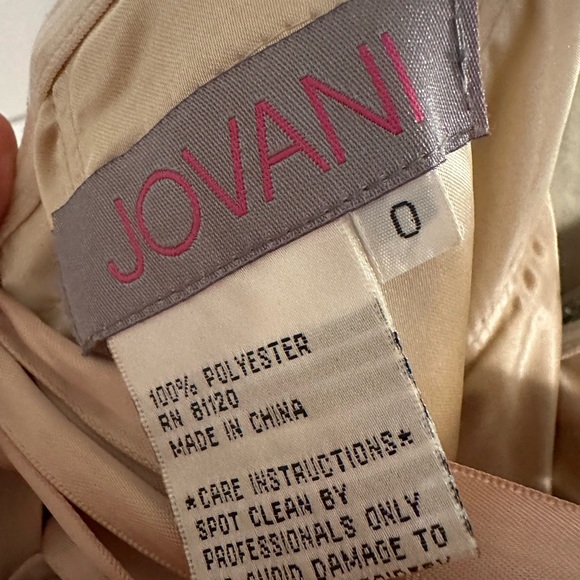 JOVANI
0
100% POLYESTER
RN 81120
MADE IN CHINA
*CARE INSTRUCTIONS*
SPOT CLEAN BY
PROFESSIONALS ONLY
TO AVOID DAMAGE TO